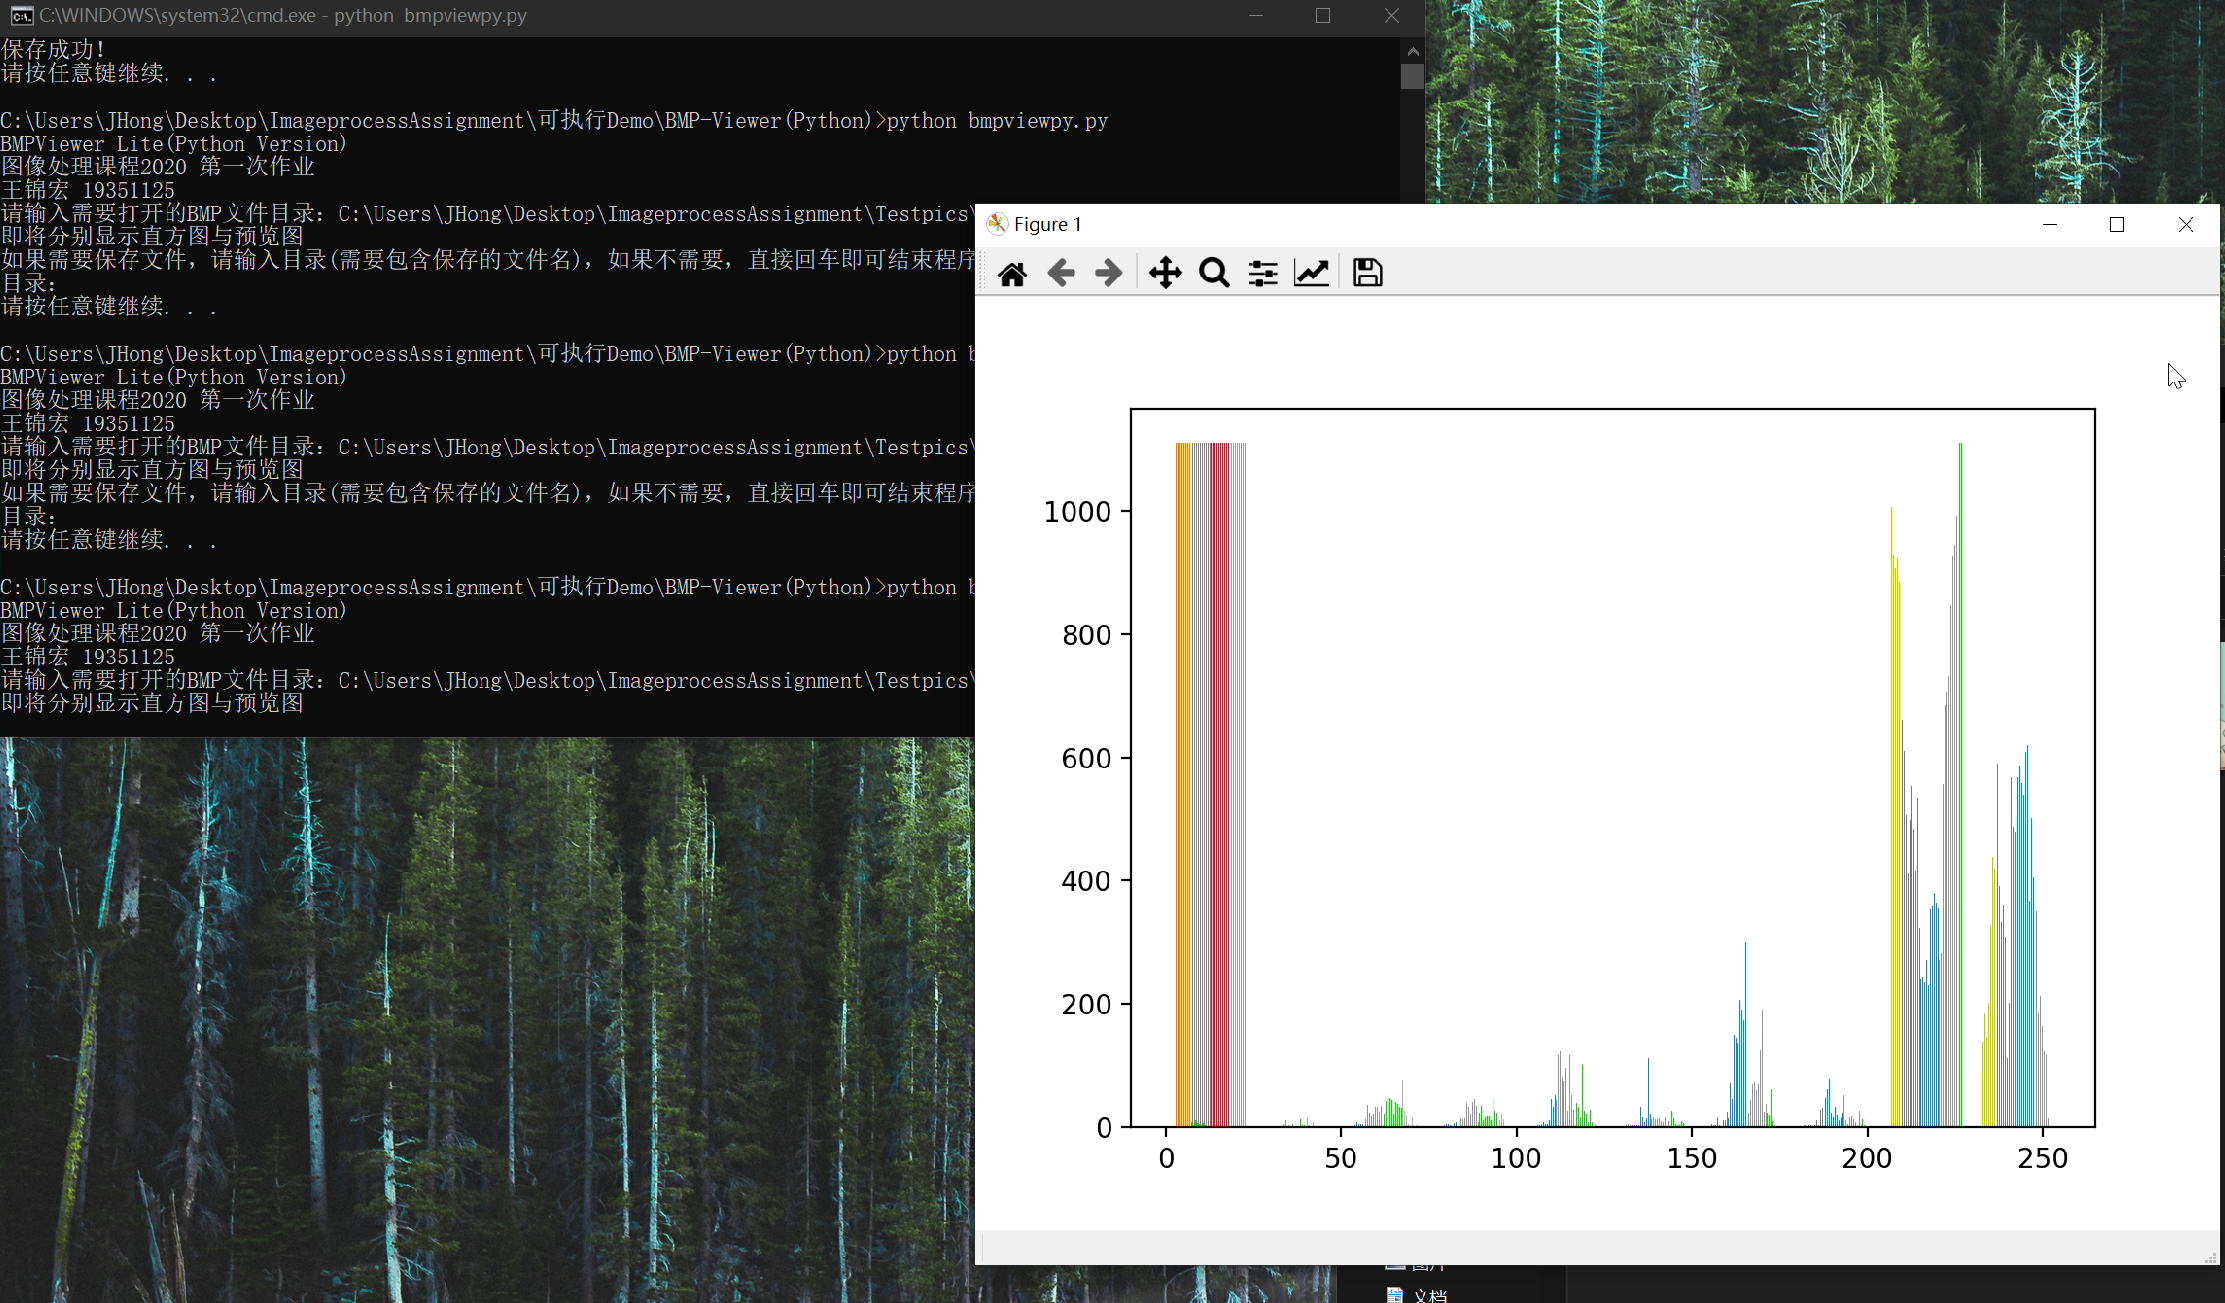 C:\WINDOWS\system32\cmd.exe - python  bmpviewpy.py
保存成功!
请按任意键继续. . .
C:\Users\JHong\Desktop\ImageprocessAssignment\可执行Demo\BMP-Viewer(Python)>python bmpviewpy.py
BMPViewer Lite(Python Version)
图像处理课程2020 第一次作业
王锦宏 19351125
请输入需要打开的BMP文件目录：C:\Users\JHong\Desktop\ImageprocessAssignment\Testpics\
即将分别显示直方图与预览图
如果需要保存文件，请输入目录(需要包含保存的文件名)，如果不需要，直接回车即可结束程序
目录：
请按任意键继续. . .
C:\Users\JHong\Desktop\ImageprocessAssignment\可执行Demo\BMP-Viewer(Python)>python
BMPViewer Lite(Python Version)
图像处理课程2020 第一次作业
王锦宏 19351125
请输入需要打开的BMP文件目录：C:\Users\JHong\Desktop\ImageprocessAssignment\Testpics\
即将分别显示直方图与预览图
如果需要保存文件，请输入目录(需要包含保存的文件名)，如果不需要，直接回车即可结束程序
目录：
请按任意键继续. . .
C:\Users\JHong\Desktop\ImageprocessAssignment\可执行Demo\BMP-Viewer(Python)>python
BMPViewer Lite(Python Version)
图像处理课程2020 第一次作业
王锦宏 19351125
请输入需要打开的BMP文件目录：C:\Users\JHong\Desktop\ImageprocessAssignment\Testpics\
即将分别显示直方图与预览图
Figure 1
1000
800
600
400
200
0
0 50 100 150 200 250
文档